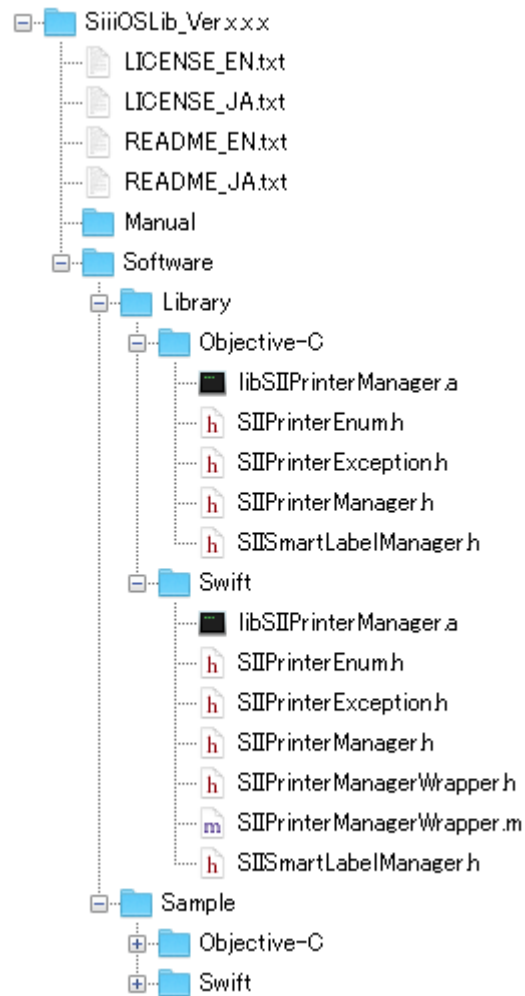 SiiiOSLib_Ver.x.x.x
LICENSE_EN.txt
LICENSE_JA.txt
README_EN.txt
README_JA.txt
Manual
Software
Library
Objective-C
libSIIPrinterManager.a
h SIIPrinterEnum.h
h SIIPrinterException.h
h SIIPrinterManager.h
h SIISmartLabelManager.h
Swift
libSIIPrinterManager.a
h SIIPrinterEnum.h
h SIIPrinterException.h
h SIIPrinterManager.h
h SIIPrinterManagerWrapper.h
m SIIPrinterManagerWrapper.m
h SIISmartLabelManager.h
Sample
Objective-C
Swift